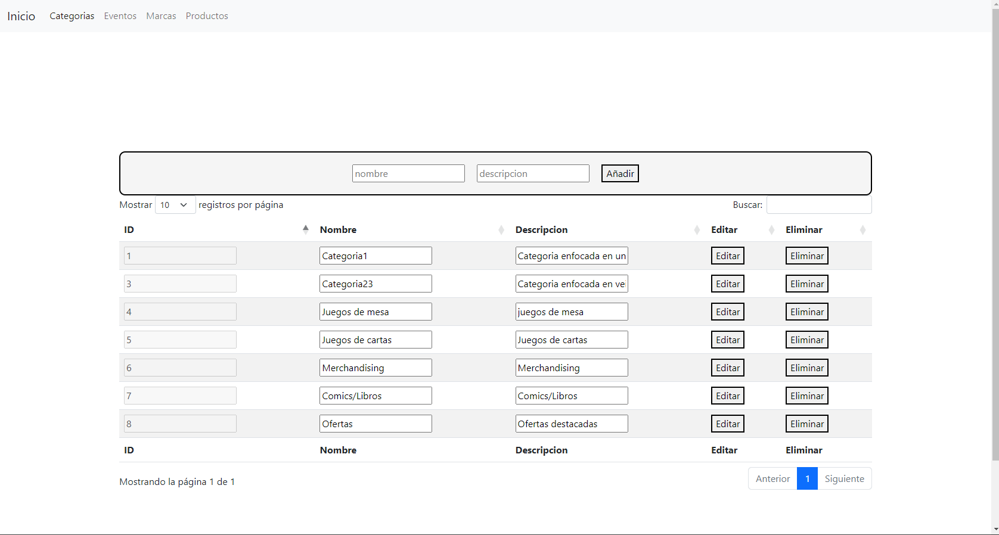 Inicio Categorias Eventos Marcas Productos
nombre descripcion Añadir
Mostrar 10 registros por página Buscar:
ID Nombre Descripcion Editar Eliminar
1 Categoria1 Categoria enfocada en un Editar Eliminar
3 Categoria23 Categoria enfocada en ve Editar Eliminar
4 Juegos de mesa juegos de mesa Editar Eliminar
5 Juegos de cartas Juegos de cartas Editar Eliminar
6 Merchandising Merchandising Editar Eliminar
7 Comics/Libros Comics/Libros Editar Eliminar
8 Ofertas Ofertas destacadas Editar Eliminar
ID Nombre Descripcion Editar Eliminar
Mostrando la página 1 de 1 Anterior 1 Siguiente